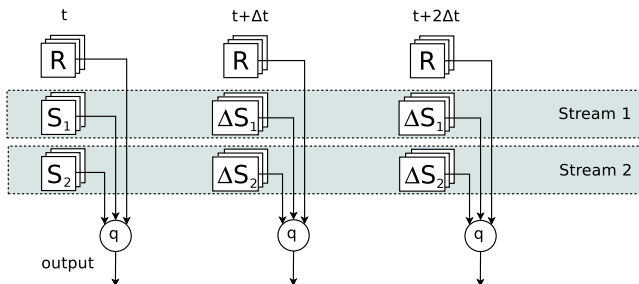 t t+Δt t+2Δt
R R R
S1 ΔS1 ΔS1 Stream 1
S2 ΔS2 ΔS2 Stream 2
q q q
output